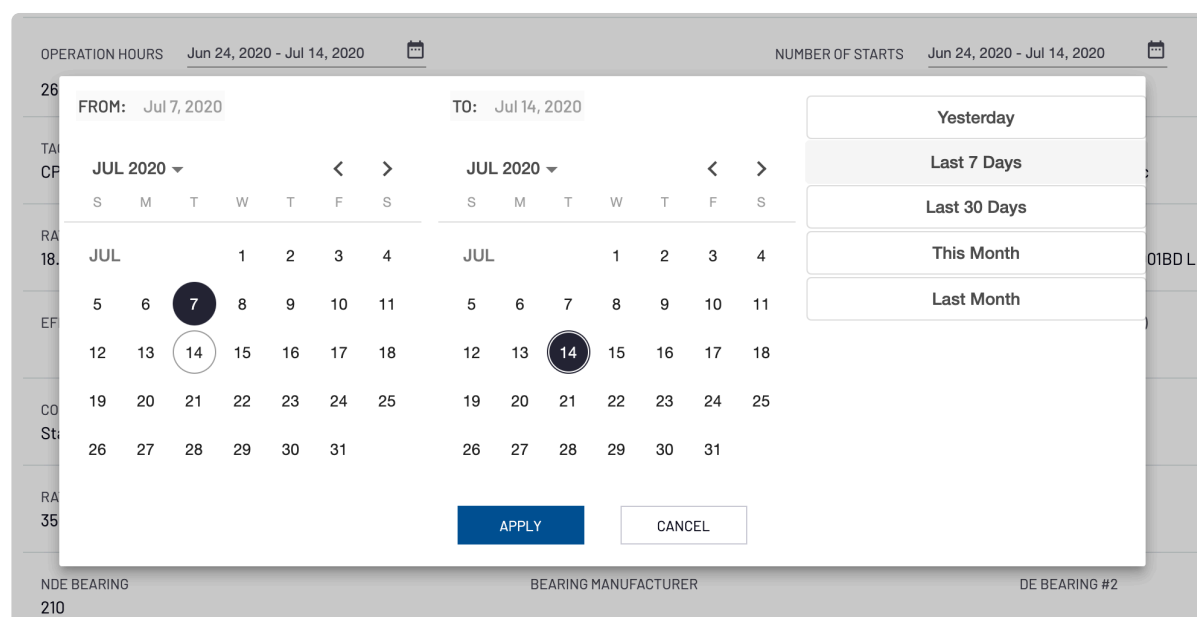 OPERATION HOURS Jun 24, 2020 - Jul 14, 2020 NUMBER OF STARTS Jun 24, 2020 - Jul 14, 2020
26
FROM: Jul 7, 2020 TO: Jul 14, 2020
Yesterday
Last 7 Days
Last 30 Days
This Month
Last Month
JUL 2020
S M T W T F S
JUL 1 2 3 4
5 6 7 8 9 10 11
12 13 14 15 16 17 18
19 20 21 22 23 24 25
26 27 28 29 30 31
JUL 2020
S M T W T F S
JUL 1 2 3 4
5 6 7 8 9 10 11
12 13 14 15 16 17 18
19 20 21 22 23 24 25
26 27 28 29 30 31
APPLY CANCEL
CP
18.
01BD L
35
NDE BEARING BEARING MANUFACTURER DE BEARING #2
210